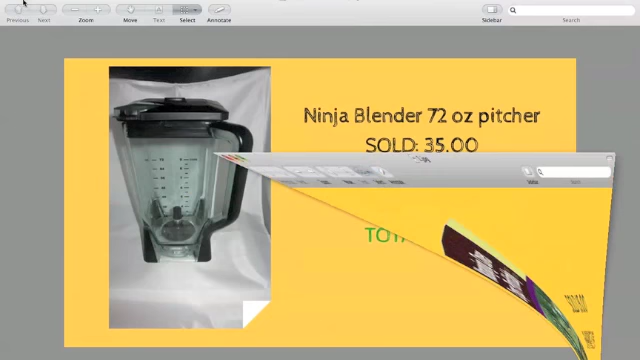 Previous Next Zoom Move Text Select Annotate Sidebar Search
Ninja Blender 72 oz pitcher
SOLD: 35.00